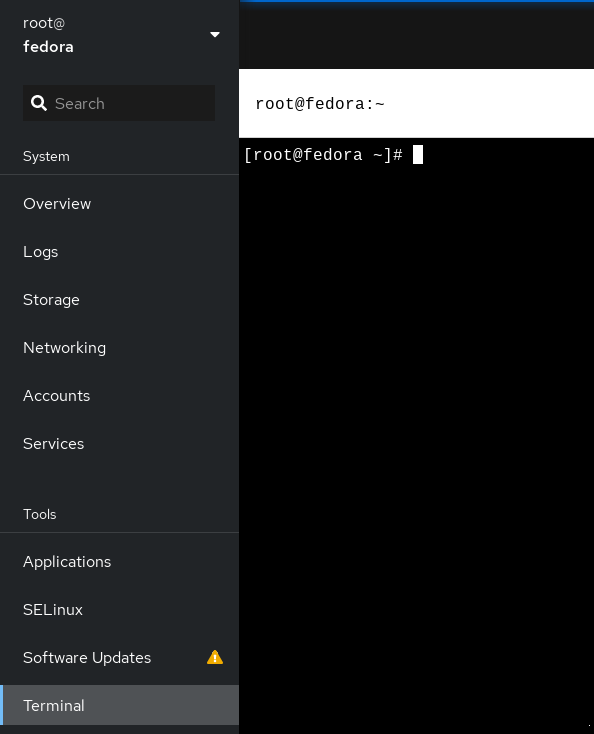 root@
fedora
Search
System
Overview
Logs
Storage
Networking
Accounts
Services
Tools
Applications
SELinux
Software Updates
Terminal
root@fedora:~
[root@fedora ~]#